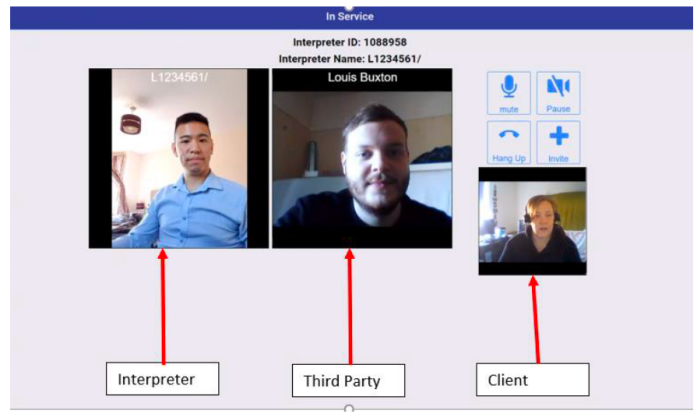 In Service
Interpreter ID: 1088958
Interpreter Name: L1234561/
L1234561/
Louis Buxton
mute
Pause
Hang Up
Invite
Interpreter
Third Party
Client